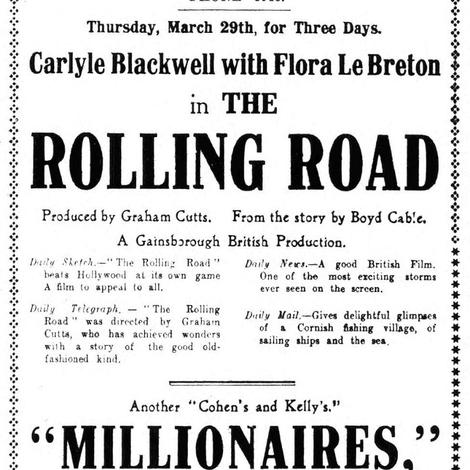 Thursday, March 29th, for Three Days.
Carlyle Blackwell with Flora Le Breton
in THE
ROLLING ROAD
Produced by Graham Cutts. From the story by Boyd Cable.
A Gainsborough British Production.
Daily Sketch.—"The Rolling Road"
beats Hollywood at its own game
A film to appeal to all.
Daily Telegraph. — "The Rolling
Road" was directed by Graham
Cutts, who has achieved wonders
with a story of the good old-
fashioned kind.
Daily News.—A good British Film.
One of the most exciting storms
ever seen on the screen.
Daily Mail.—Gives delightful glimpses
of a Cornish fishing village, of
sailing ships and the sea.
Another "Cohen's and Kelly's."
"MILLIONAIRES,"